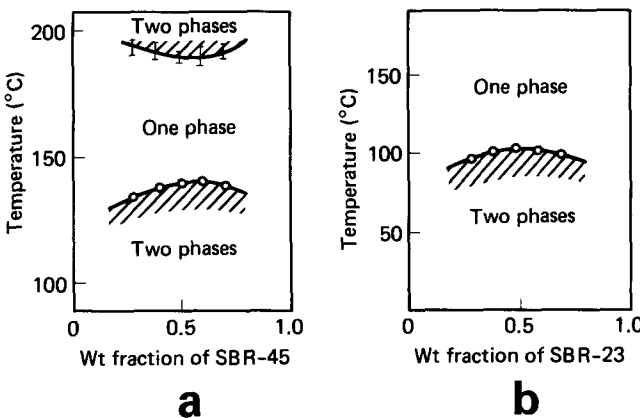 Two phases
One phase
Two phases
200
150
100
0
0.5
1.0
Temperature (°C)
Wt fraction of SBR-45
a
One phase
Two phases
150
100
50
0
0.5
1.0
Temperature (°C)
Wt fraction of SBR-23
b